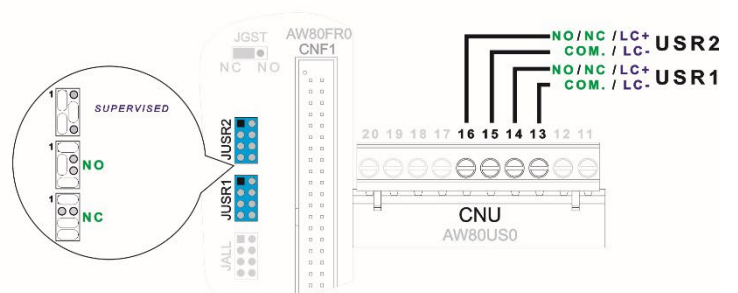 JGST
NC NO
AW80FR0
CNF1
NO/NC /LC+
COM. / LC-
USR2
NO/NC /LC+
COM. / LC-
USR1
1
SUPERVISED
1
NO
1
NC
JUSR2
JUSR1
JALL
20 19 18 17 16 15 14 13 12 11
CNU
AW80US0